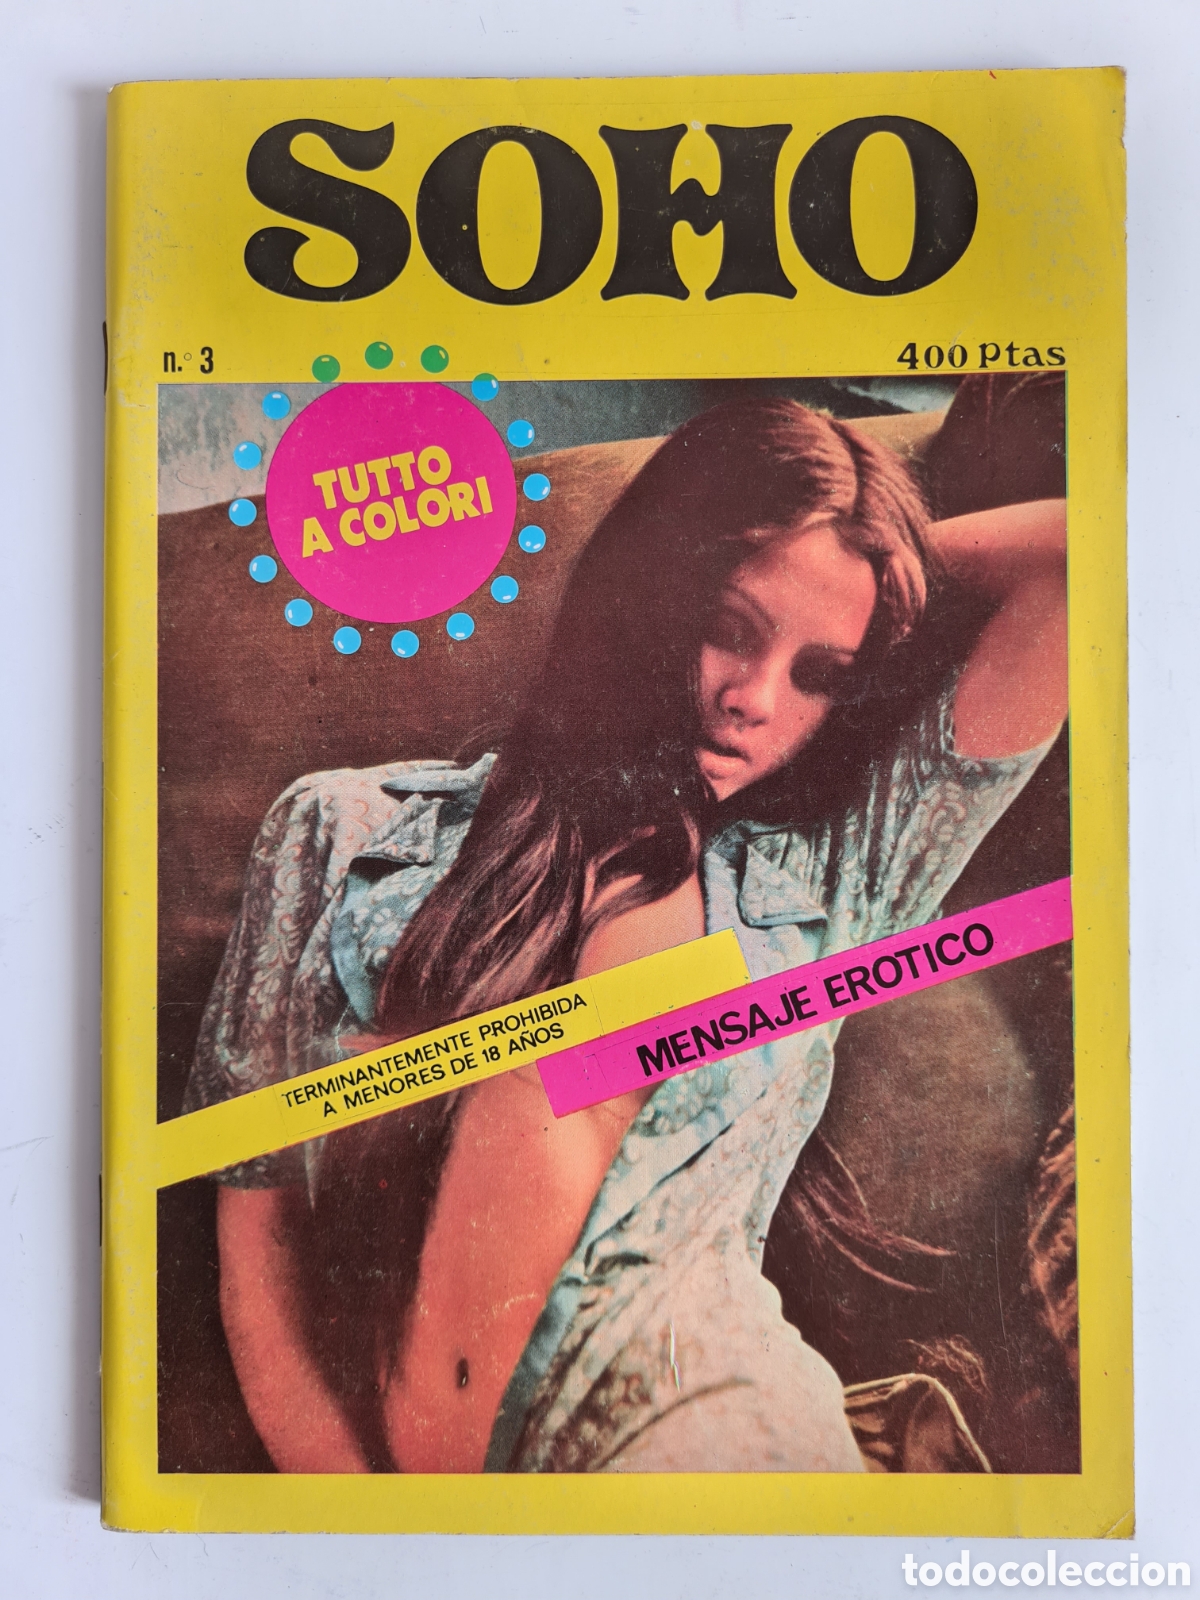 SOHO
n.º 3
400 Ptas
TUTTO
A COLORI
TERMINANTEMENTE PROHIBIDA
A MENORES DE 18 AÑOS
MENSAJE EROTICO
todocoleccion